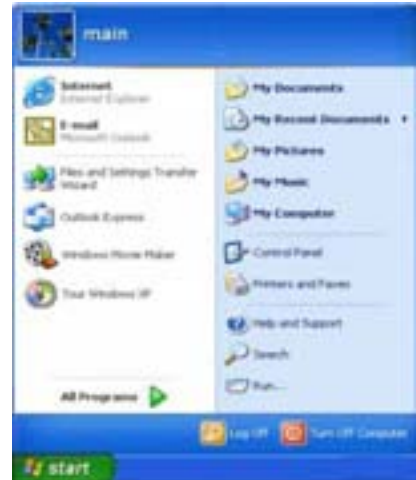 main
Internet
Internet Explorer
E-mail
Microsoft Outlook
Files and Settings Transfer
Wizard
Outlook Express
Windows Movie Maker
Tour Windows XP
All Programs
My Documents
My Recent Documents
My Pictures
My Music
My Computer
Control Panel
Printers and Faxes
Help and Support
Search
Run...
Log Off
Turn Off Computer
start